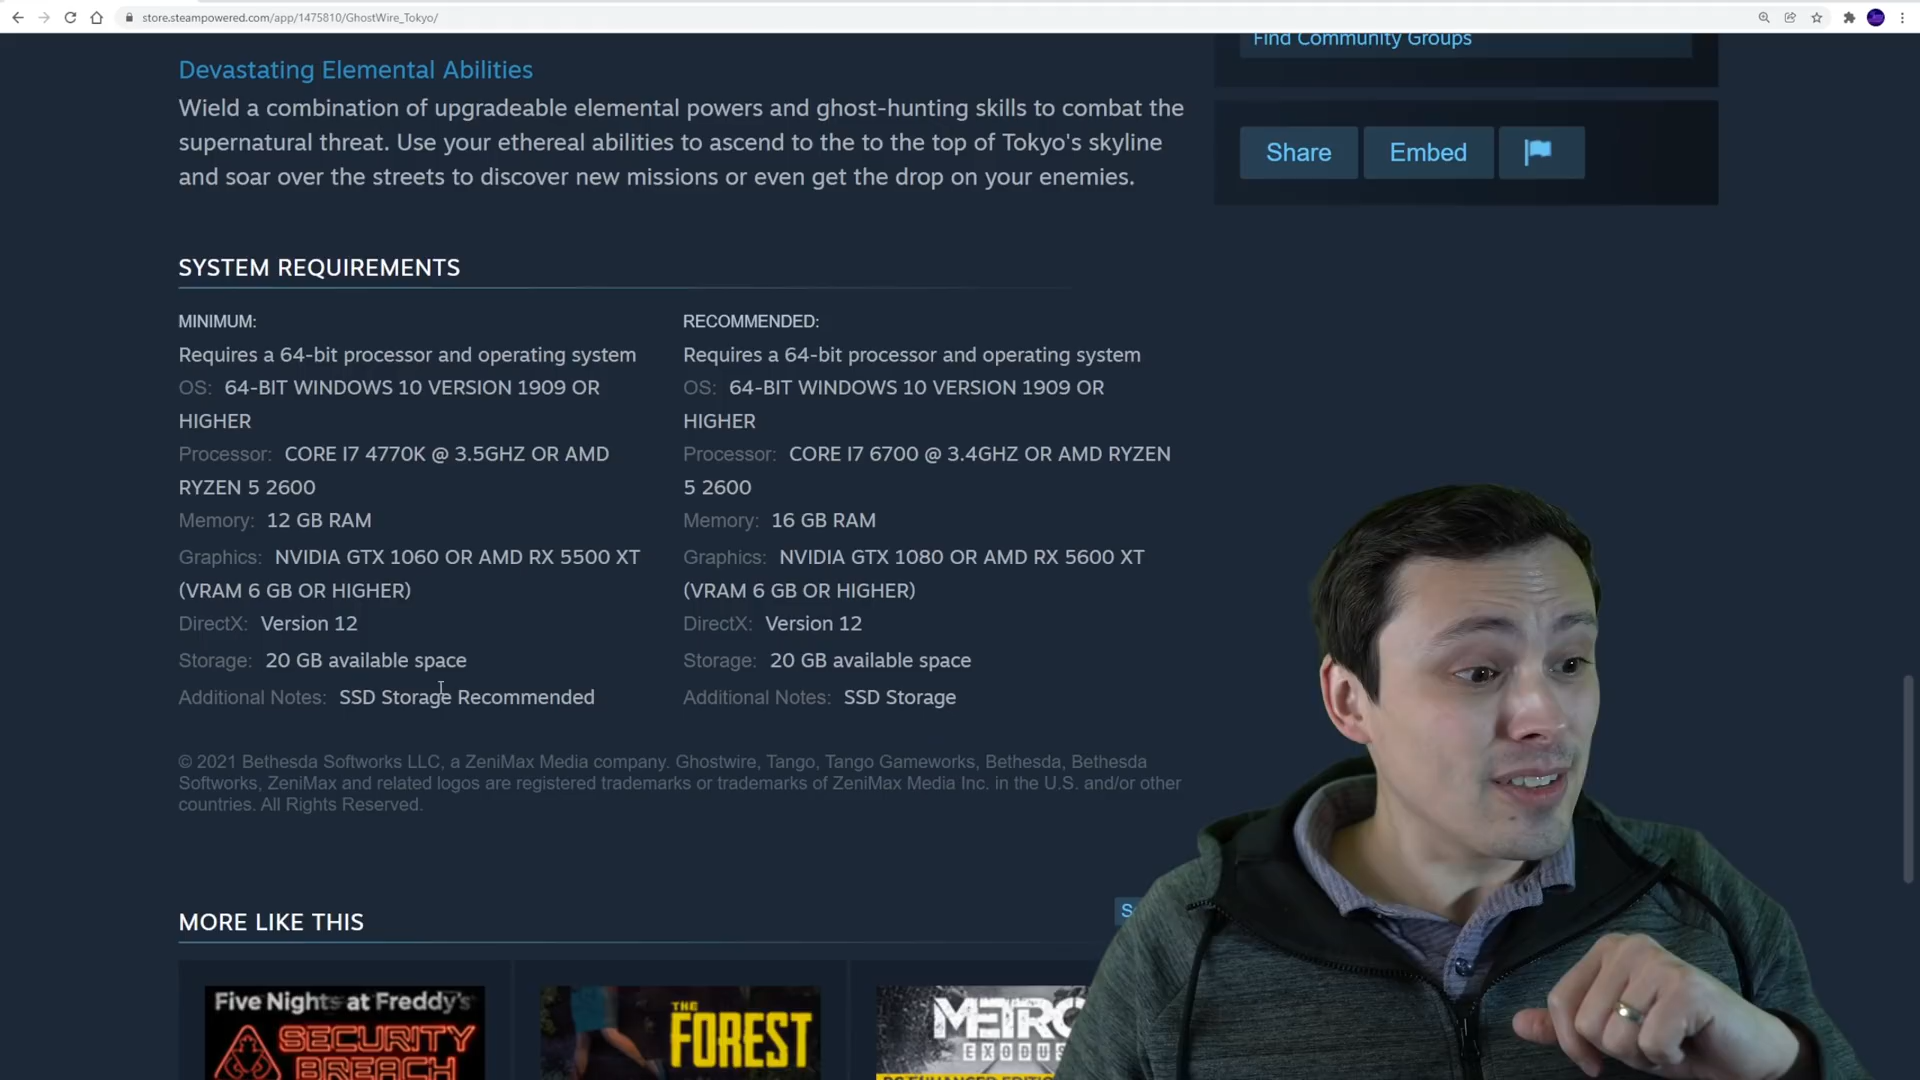 store.steampowered.com/app/1475810/GhostWire_Tokyo/
Find Community Groups
Devastating Elemental Abilities
Wield a combination of upgradeable elemental powers and ghost-hunting skills to combat the
supernatural threat. Use your ethereal abilities to ascend to the to the top of Tokyo's skyline
and soar over the streets to discover new missions or even get the drop on your enemies.
Share Embed
SYSTEM REQUIREMENTS
MINIMUM:
Requires a 64-bit processor and operating system
OS: 64-BIT WINDOWS 10 VERSION 1909 OR
HIGHER
Processor: CORE I7 4770K @ 3.5GHZ OR AMD
RYZEN 5 2600
Memory: 12 GB RAM
Graphics: NVIDIA GTX 1060 OR AMD RX 5500 XT
(VRAM 6 GB OR HIGHER)
DirectX: Version 12
Storage: 20 GB available space
Additional Notes: SSD Storage Recommended
RECOMMENDED:
Requires a 64-bit processor and operating system
OS: 64-BIT WINDOWS 10 VERSION 1909 OR
HIGHER
Processor: CORE I7 6700 @ 3.4GHZ OR AMD RYZEN
5 2600
Memory: 16 GB RAM
Graphics: NVIDIA GTX 1080 OR AMD RX 5600 XT
(VRAM 6 GB OR HIGHER)
DirectX: Version 12
Storage: 20 GB available space
Additional Notes: SSD Storage
© 2021 Bethesda Softworks LLC, a ZeniMax Media company. Ghostwire, Tango, Tango Gameworks, Bethesda, Bethesda
Softworks, ZeniMax and related logos are registered trademarks or trademarks of ZeniMax Media Inc. in the U.S. and/or other
countries. All Rights Reserved.
MORE LIKE THIS
Five Nights at Freddy's
SECURITY
BREACH
THE
FOREST
METRO
EXODUS